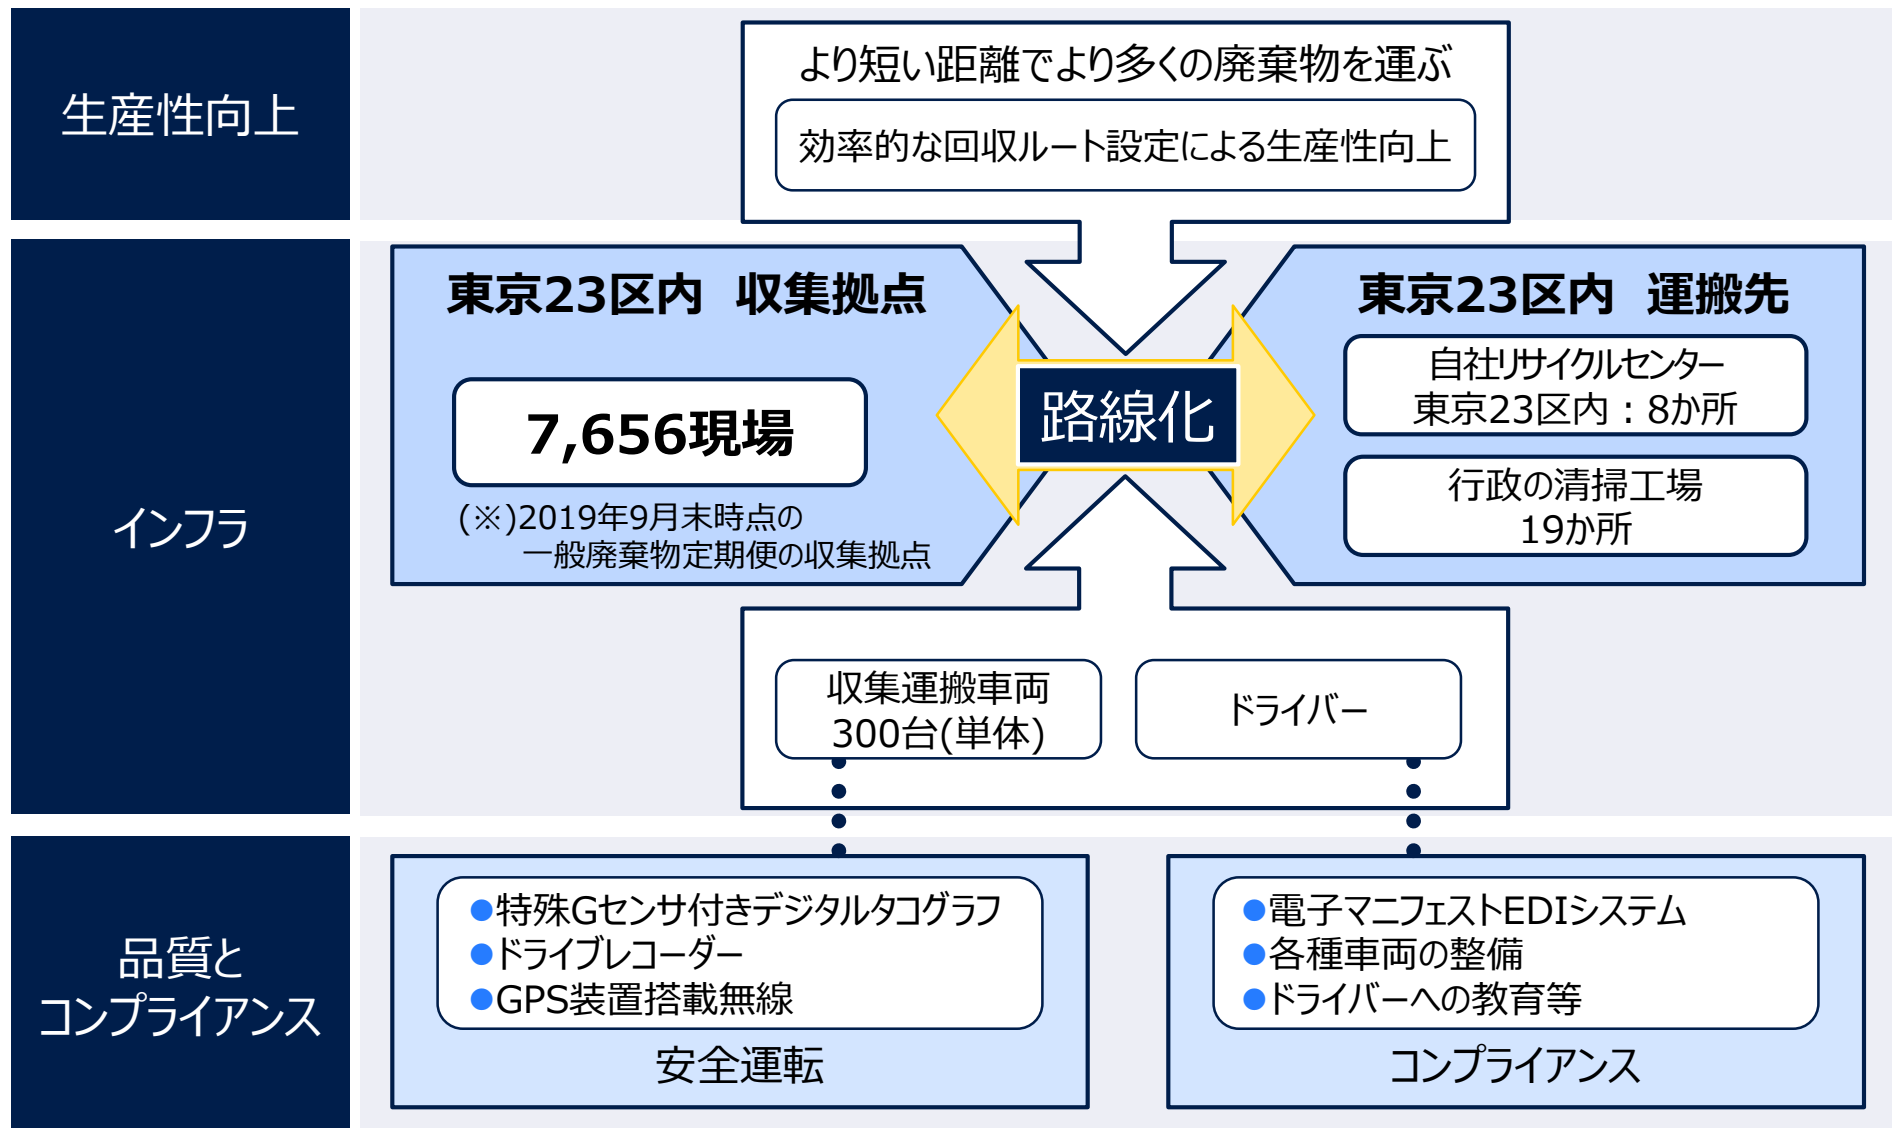 生産性向上
より短い距離でより多くの廃棄物を運ぶ
効率的な回収ルート設定による生産性向上
インフラ
東京23区内 収集拠点
7,656現場
(※)2019年9月末時点の
一般廃棄物定期便の収集拠点
路線化
東京23区内 運搬先
自社リサイクルセンター
東京23区内：8か所
行政の清掃工場
19か所
収集運搬車両
300台(単体)
ドライバー
品質と
コンプライアンス
●特殊Gセンサ付きデジタルタコグラフ
●ドライブレコーダー
●GPS装置搭載無線
安全運転
●電子マニフェストEDIシステム
●各種車両の整備
●ドライバーへの教育等
コンプライアンス